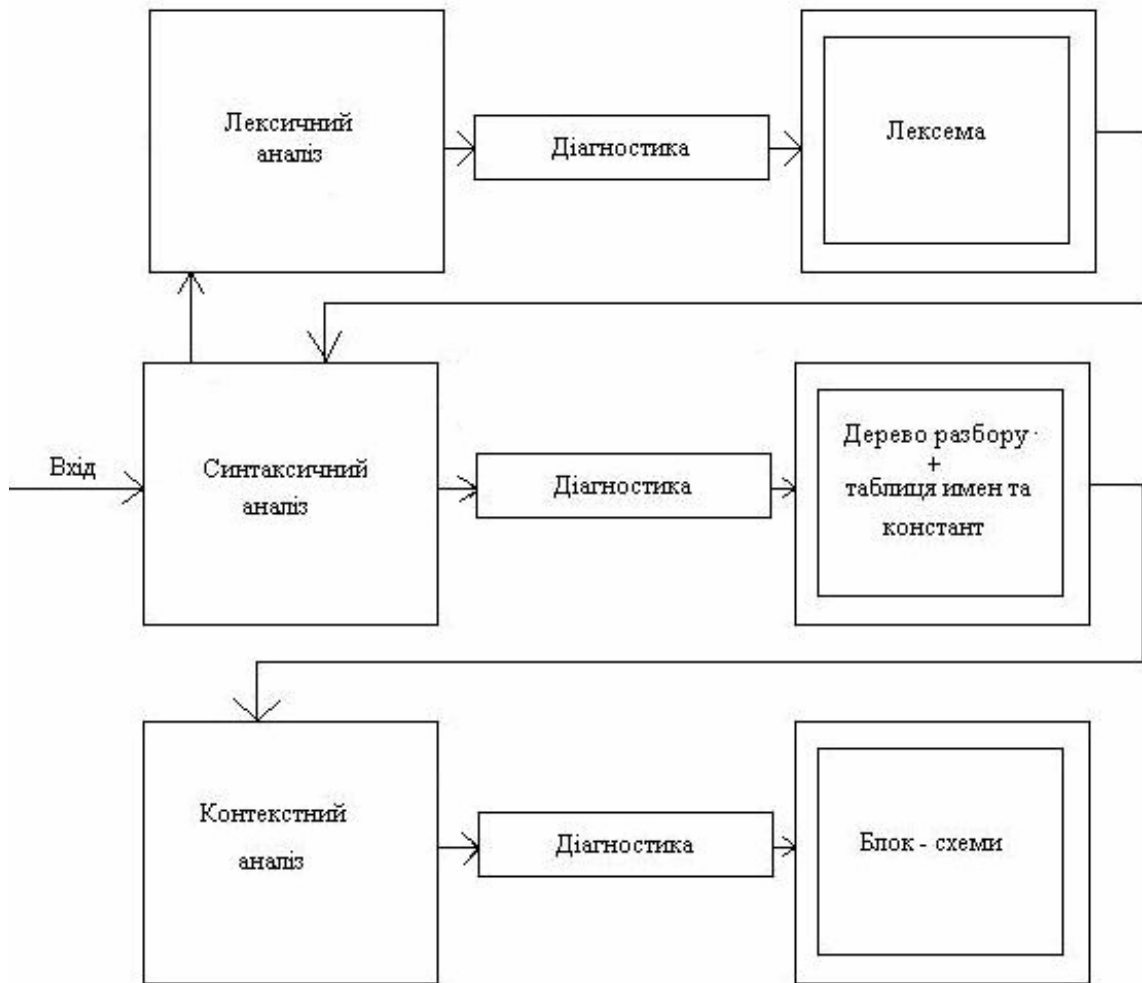 Лексичний
аналіз
Діагностика
Лексема
Вхід
Синтаксичний
аналіз
Діагностика
Дерево разбору
+
таблиця имен та
констант
Контекстний
аналіз
Діагностика
Блок - схеми